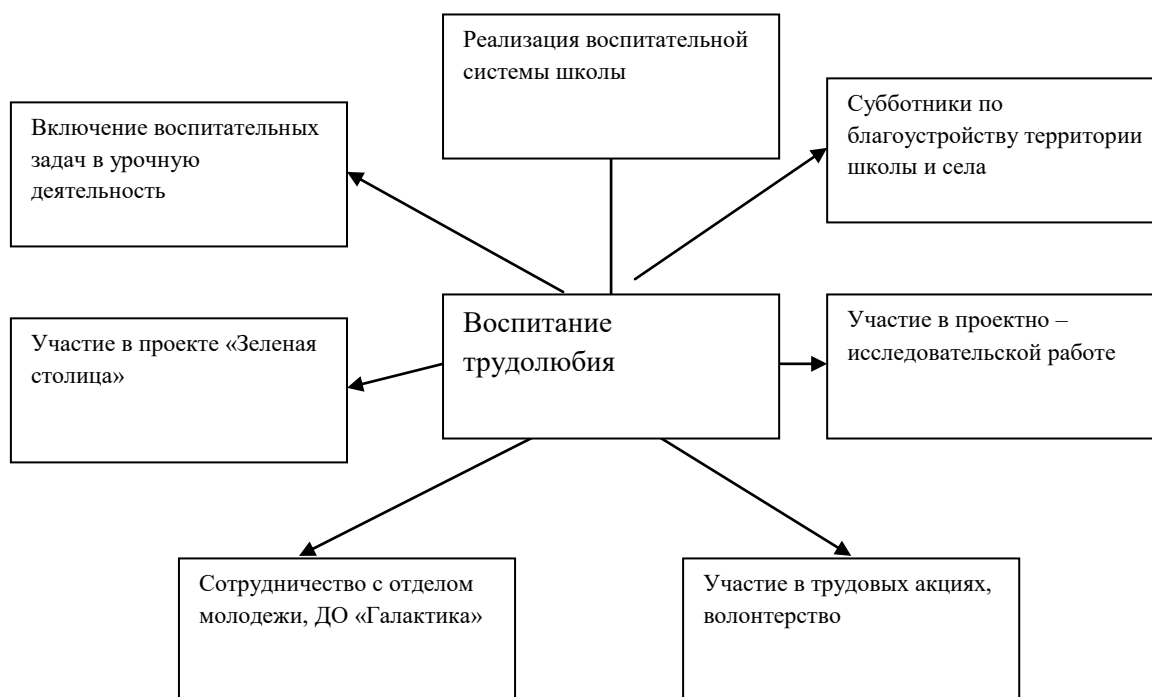 Реализация воспитательной
системы школы
Включение воспитательных
задач в урочную
деятельность
Субботники по
благоустройству территории
школы и села
Участие в проекте «Зеленая
столица»
Воспитание
трудолюбия
Участие в проектно –
исследовательской работе
Сотрудничество с отделом
молодежи, ДО «Галактика»
Участие в трудовых акциях,
волонтерство